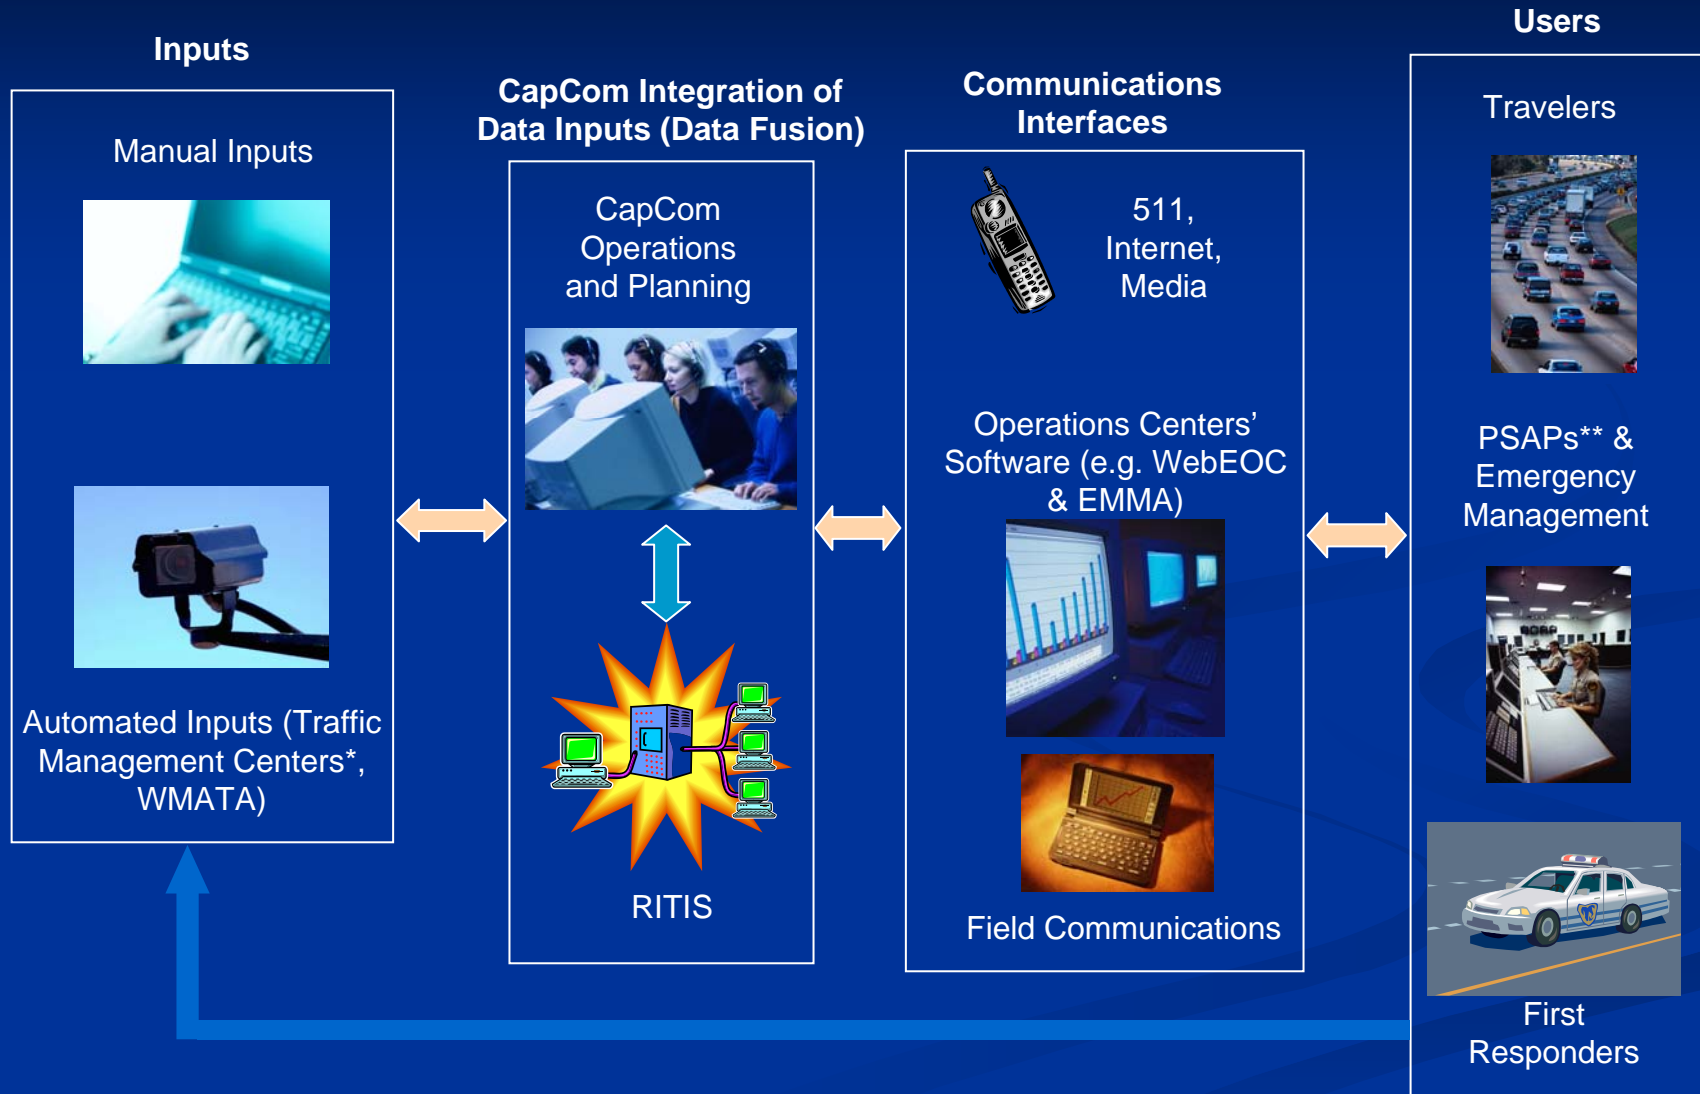 Inputs
Manual Inputs
Automated Inputs (Traffic
Management Centers*,
WMATA)
CapCom Integration of
Data Inputs (Data Fusion)
CapCom
Operations
and Planning
RITIS
Communications
Interfaces
511,
Internet,
Media
Operations Centers’
Software (e.g. WebEOC
& EMMA)
Field Communications
Users
Travelers
PSAPs** &
Emergency
Management
First
Responders